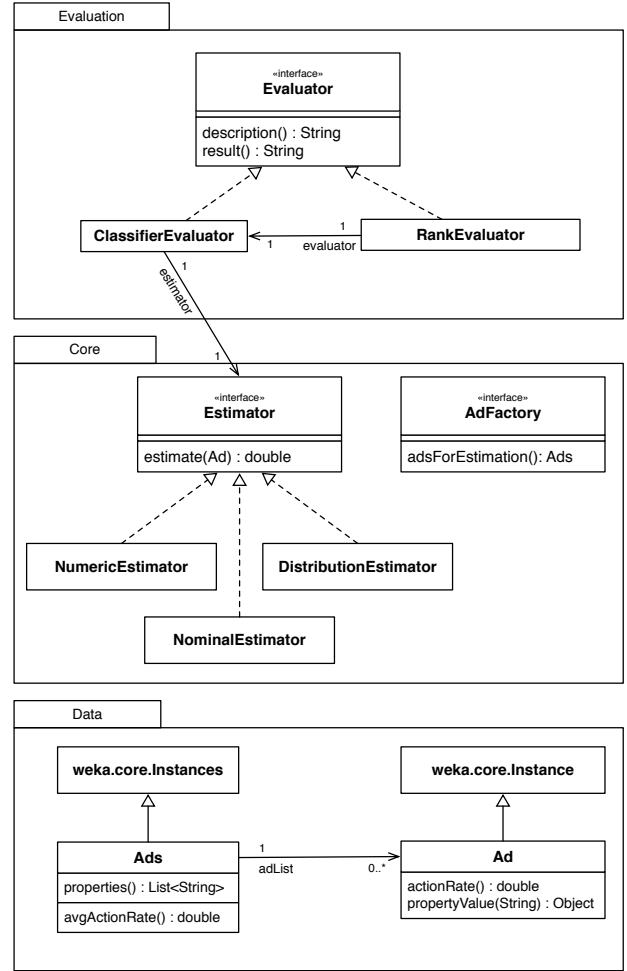 Evaluation
«interface»
Evaluator
description() : String
result() : String
ClassifierEvaluator
1
evaluator
1
RankEvaluator
1
estimator
1
Core
«interface»
Estimator
estimate(Ad) : double
«interface»
AdFactory
adsForEstimation(): Ads
NumericEstimator
DistributionEstimator
NominalEstimator
Data
weka.core.Instances
weka.core.Instance
Ads
properties() : List<String>
avgActionRate() : double
1
adList
0..*
Ad
actionRate() : double
propertyValue(String) : Object